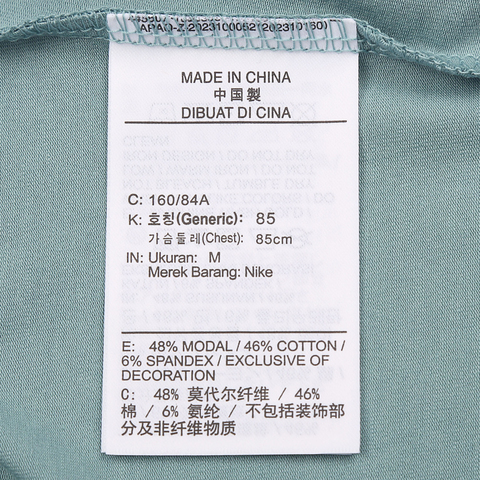 MADE IN CHINA
中国製
DIBUAT DI CINA
C: 160/84A
K: 호칭(Generic): 85
가슴둘레(Chest): 85cm
IN: Ukuran: M
Merek Barang: Nike
E: 48% MODAL / 46% COTTON /
6% SPANDEX / EXCLUSIVE OF
DECORATION
C: 48% 莫代尔纤维 / 46%
棉 / 6% 氨纶 / 不包括装饰部
分及非纤维物质